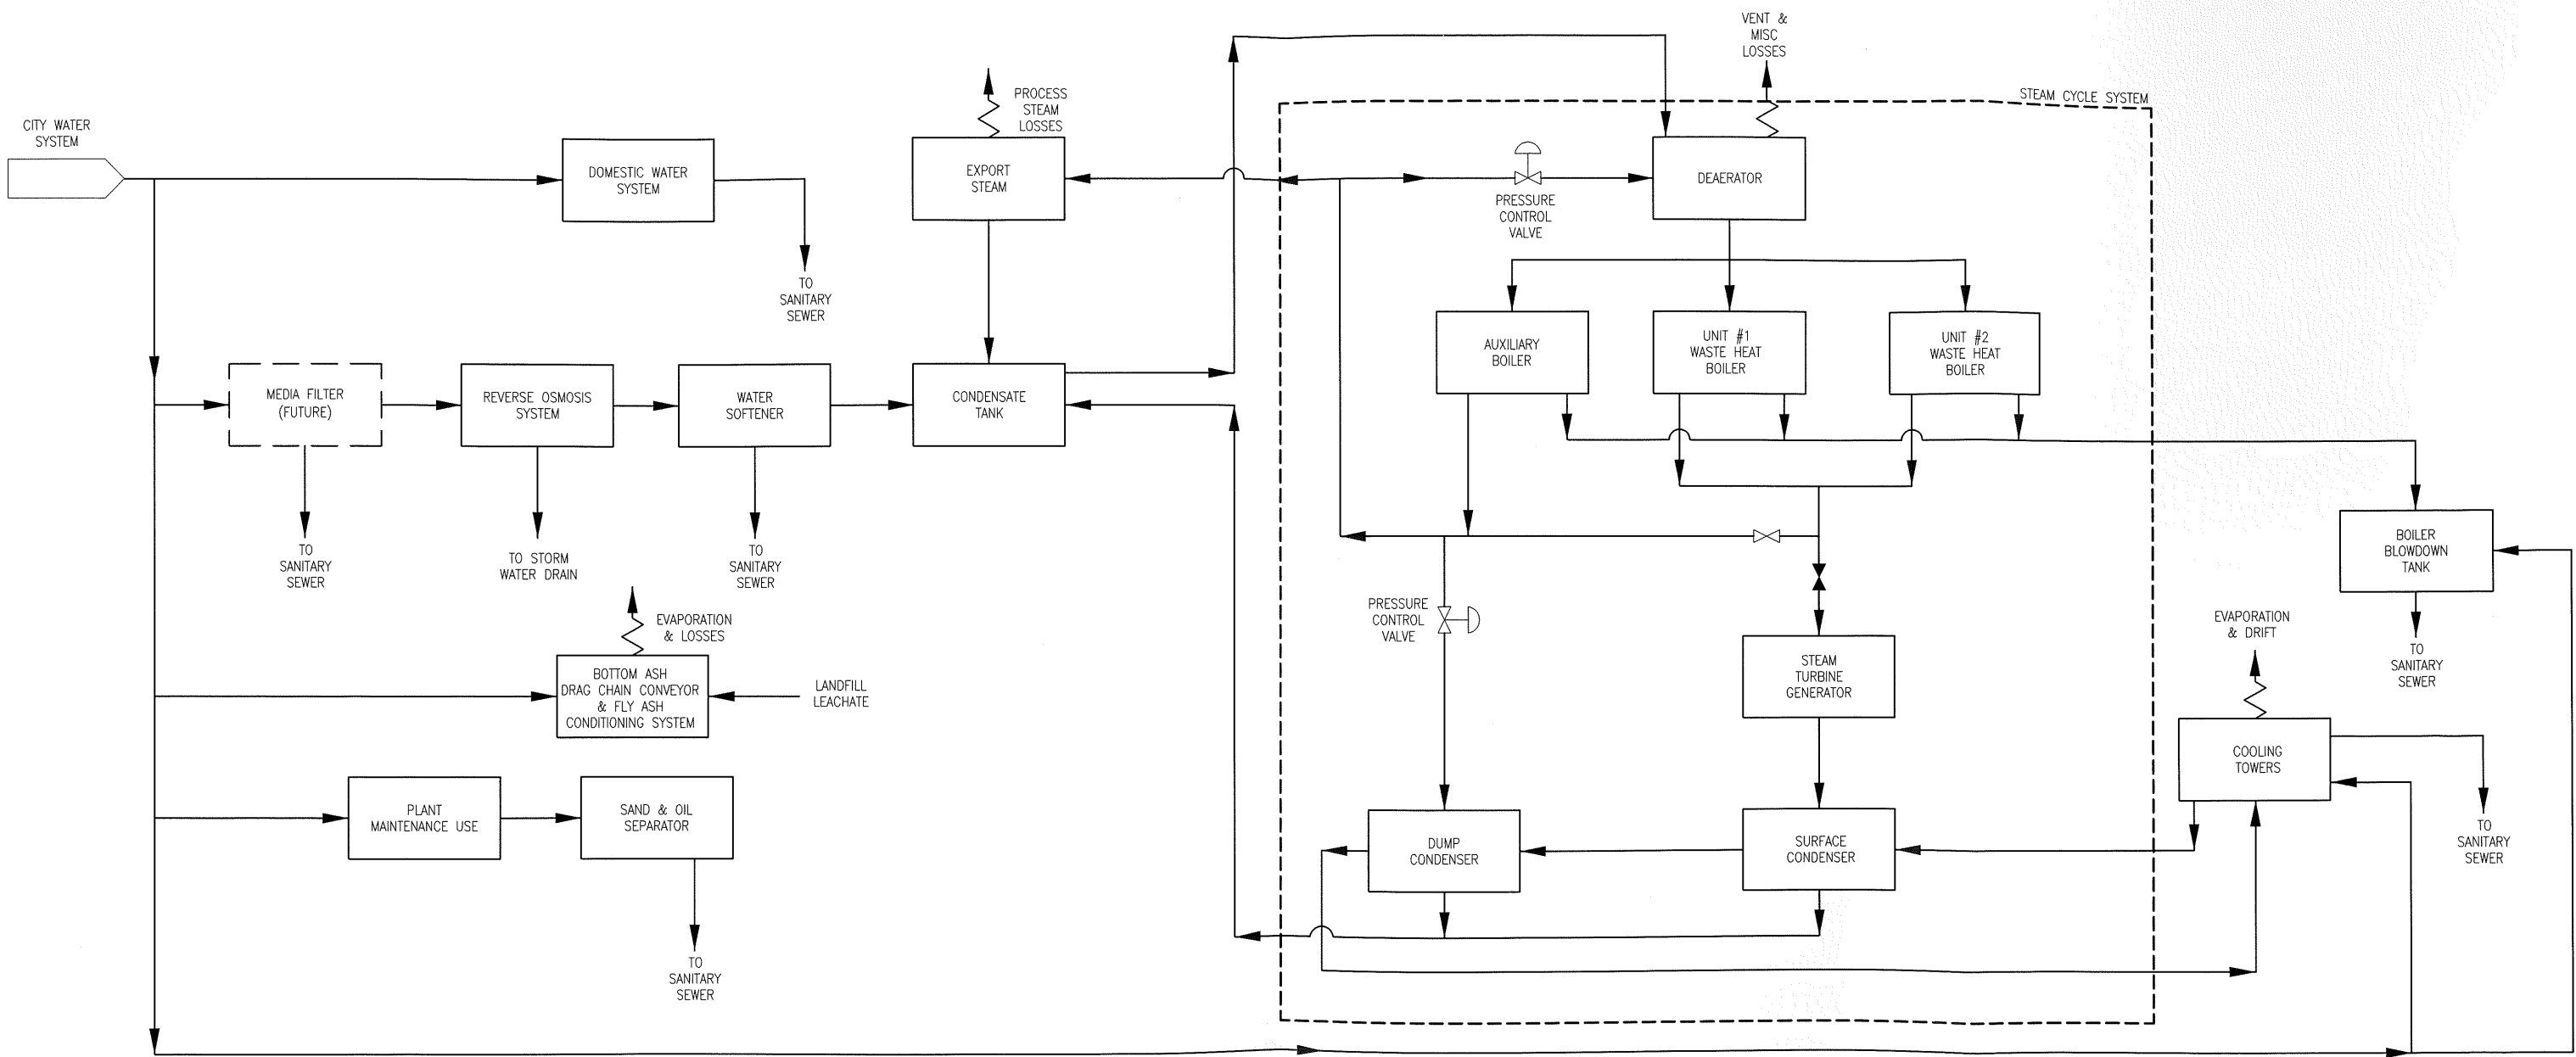 VENT &
MISC
LOSSES
STEAM CYCLE SYSTEM
PROCESS
STEAM
LOSSES
CITY WATER
SYSTEM
DOMESTIC WATER
SYSTEM
EXPORT
STEAM
DEAERATOR
PRESSURE
CONTROL
VALVE
TO
SANITARY
SEWER
AUXILIARY
BOILER
UNIT #1
WASTE HEAT
BOILER
UNIT #2
WASTE HEAT
BOILER
MEDIA FILTER
(FUTURE)
REVERSE OSMOSIS
SYSTEM
WATER
SOFTENER
CONDENSATE
TANK
TO
SANITARY
SEWER
TO STORM
WATER DRAIN
TO
SANITARY
SEWER
BOILER
BLOWDOWN
TANK
EVAPORATION
& LOSSES
PRESSURE
CONTROL
VALVE
EVAPORATION
& DRIFT
TO
SANITARY
SEWER
BOTTOM ASH
DRAG CHAIN CONVEYOR
& FLY ASH
CONDITIONING SYSTEM
LANDFILL
LEACHATE
STEAM
TURBINE
GENERATOR
COOLING
TOWERS
PLANT
MAINTENANCE USE
SAND & OIL
SEPARATOR
DUMP
CONDENSER
SURFACE
CONDENSER
TO
SANITARY
SEWER
TO
SANITARY
SEWER